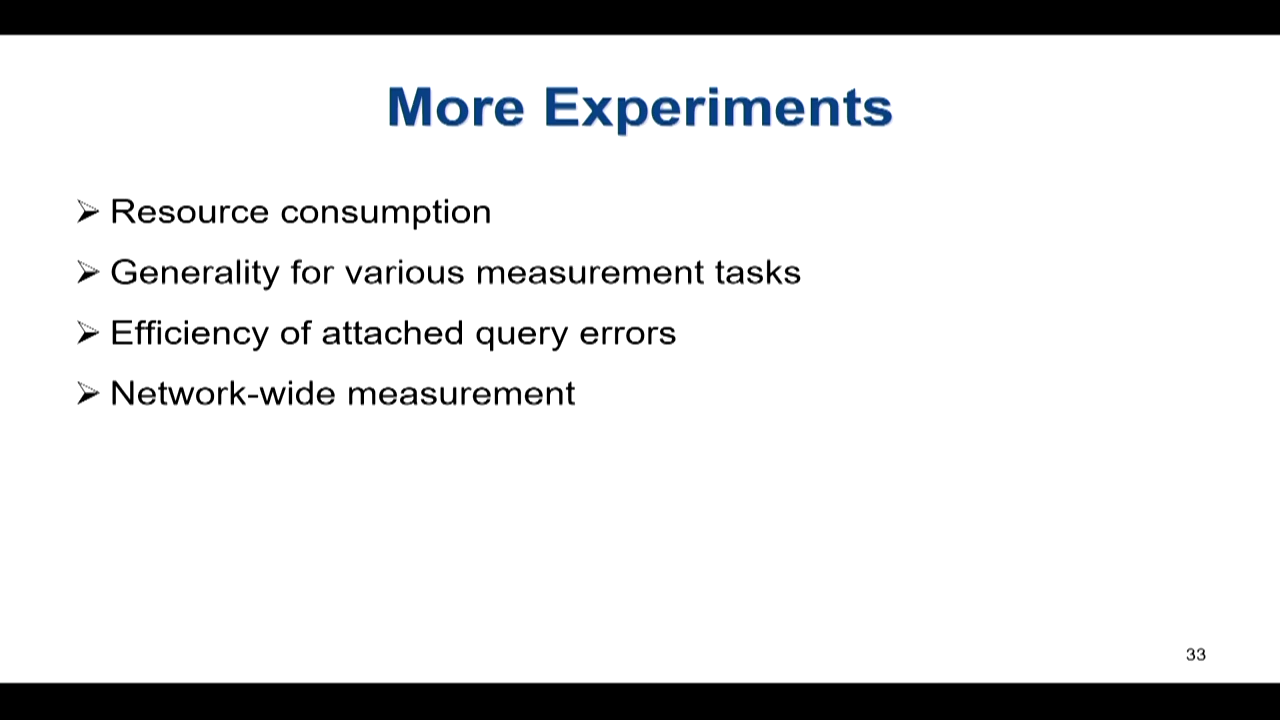 More Experiments
➢ Resource consumption
➢ Generality for various measurement tasks
➢ Efficiency of attached query errors
➢ Network-wide measurement
33